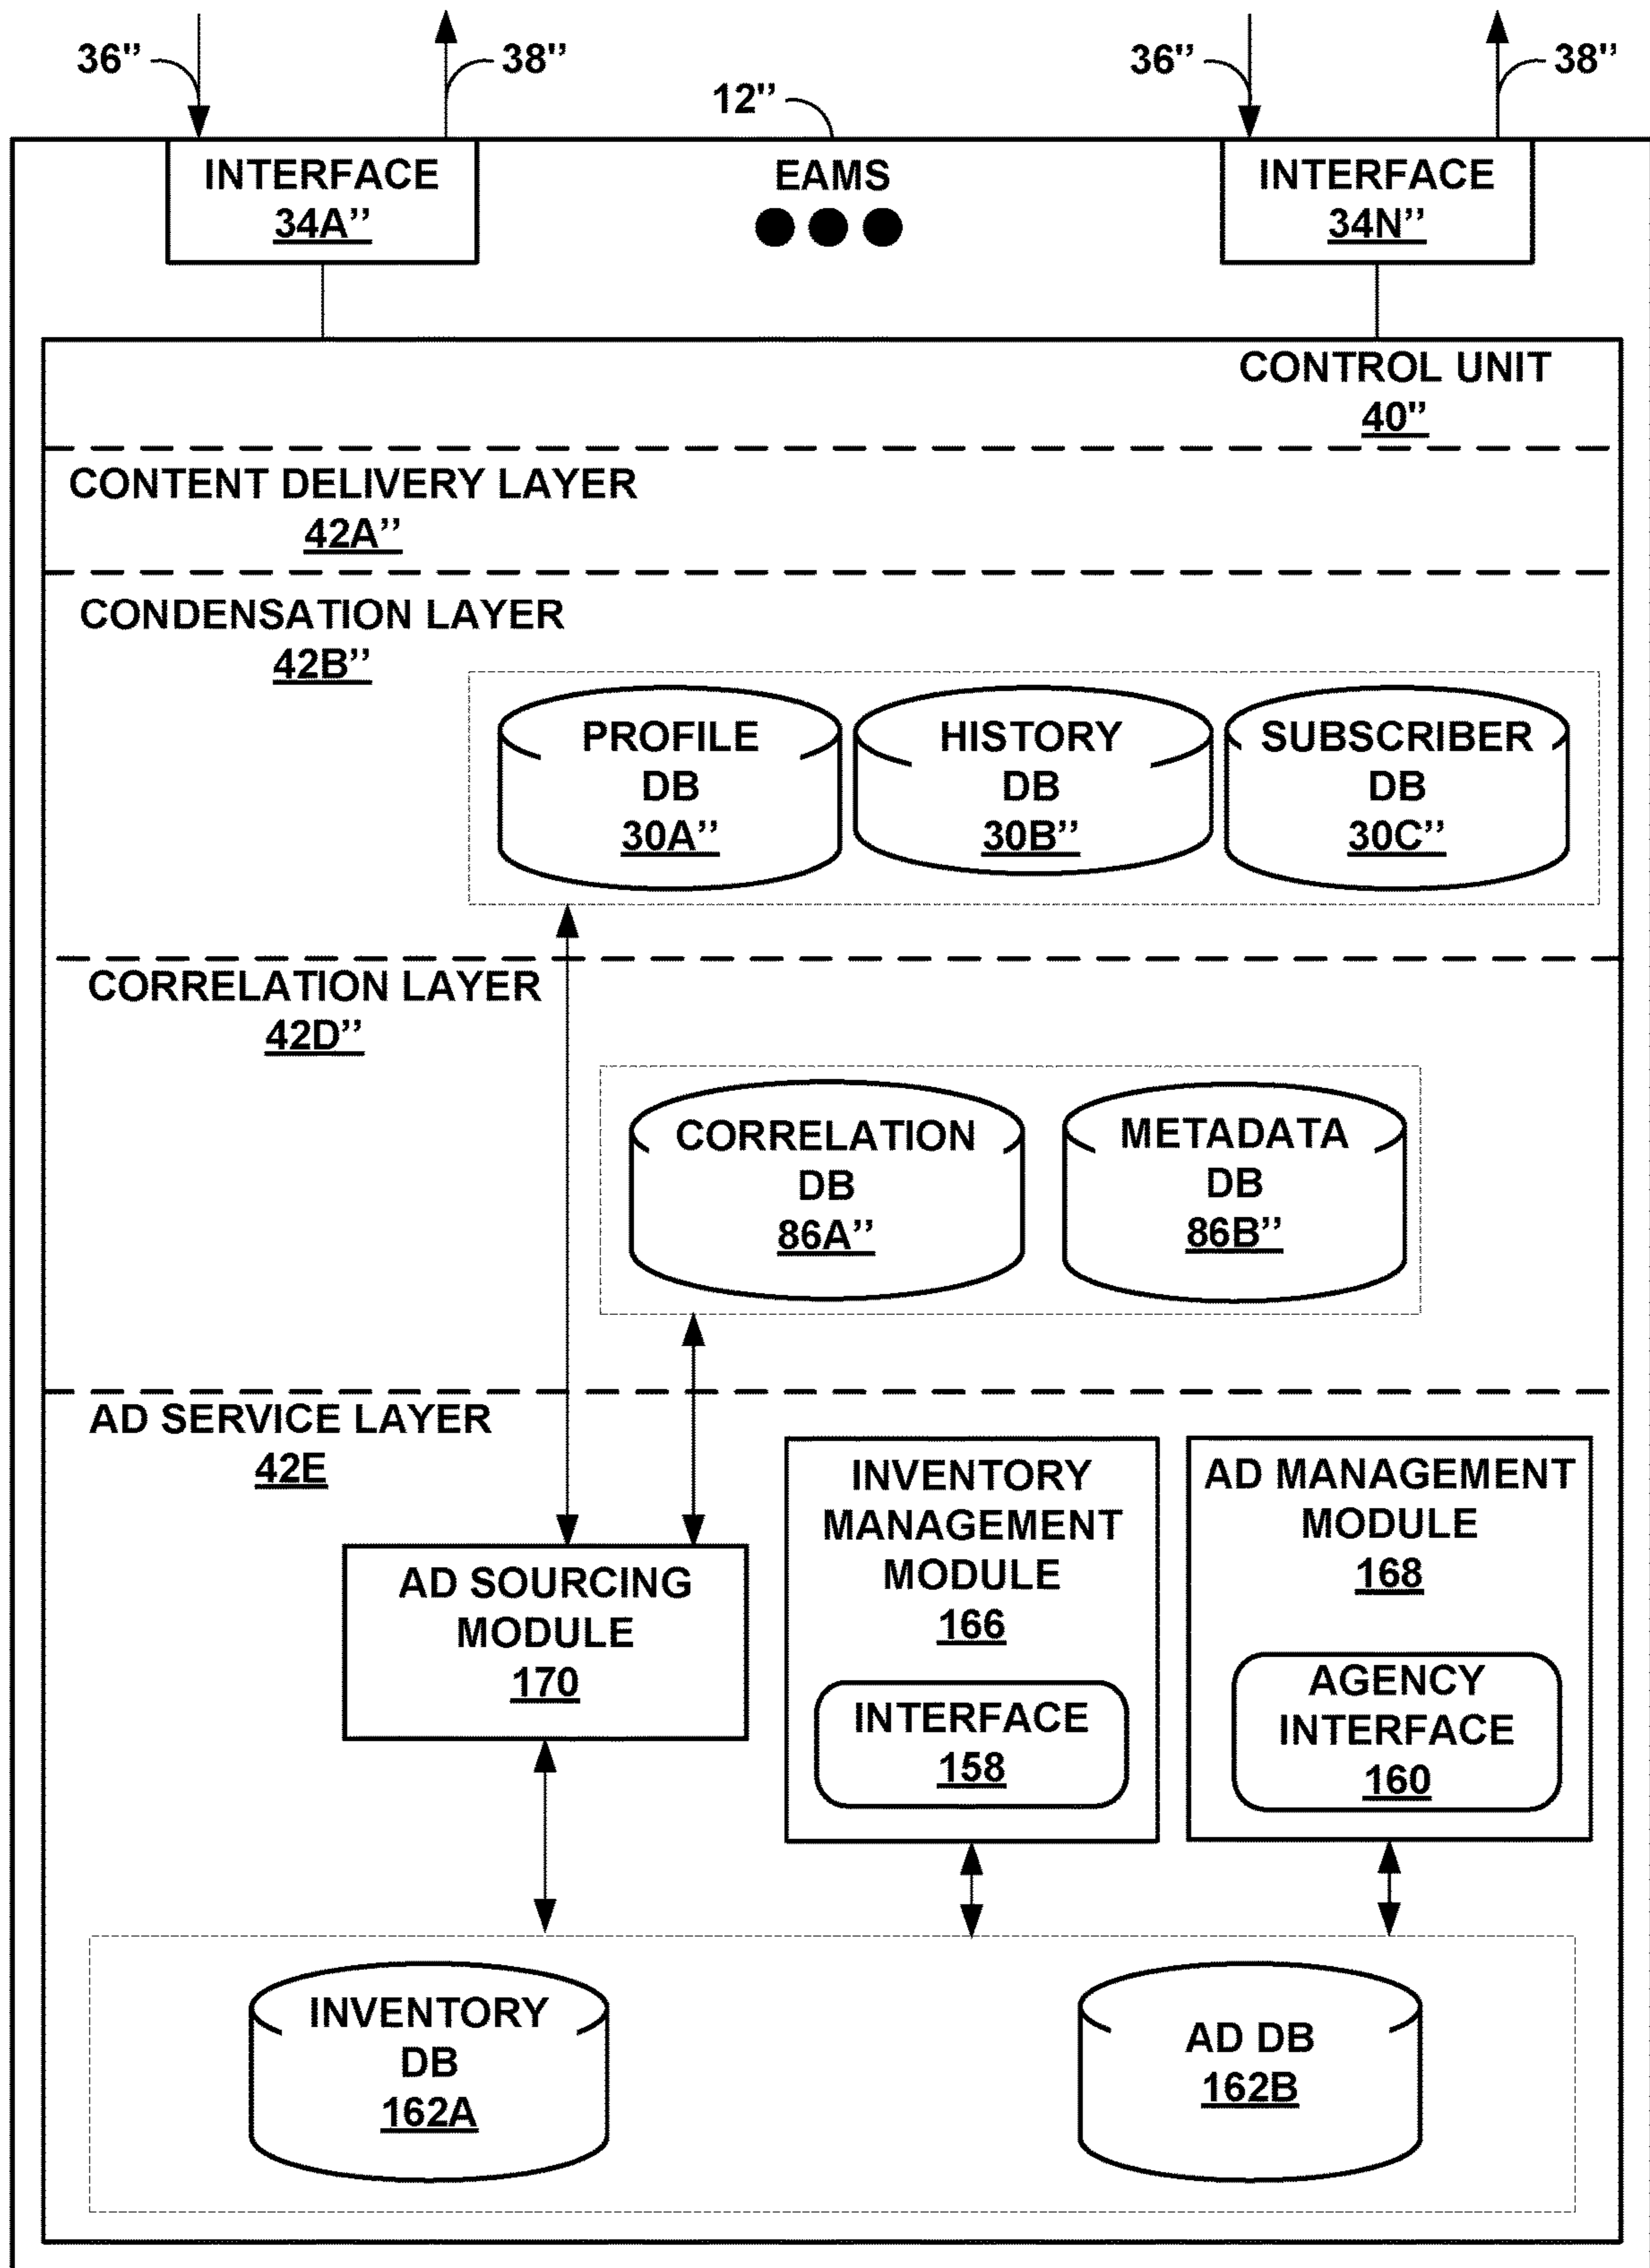 36”
38”
12”
36”
38”
INTERFACE
34A”
EAMS
INTERFACE
34N”
CONTROL UNIT
40”
CONTENT DELIVERY LAYER
42A”
CONDENSATION LAYER
42B”
PROFILE
DB
30A”
HISTORY
DB
30B”
SUBSCRIBER
DB
30C”
CORRELATION LAYER
42D”
CORRELATION
DB
86A”
METADATA
DB
86B”
AD SERVICE LAYER
42E
AD SOURCING
MODULE
170
INVENTORY
MANAGEMENT
MODULE
166
INTERFACE
158
AD MANAGEMENT
MODULE
168
AGENCY
INTERFACE
160
INVENTORY
DB
162A
AD DB
162B